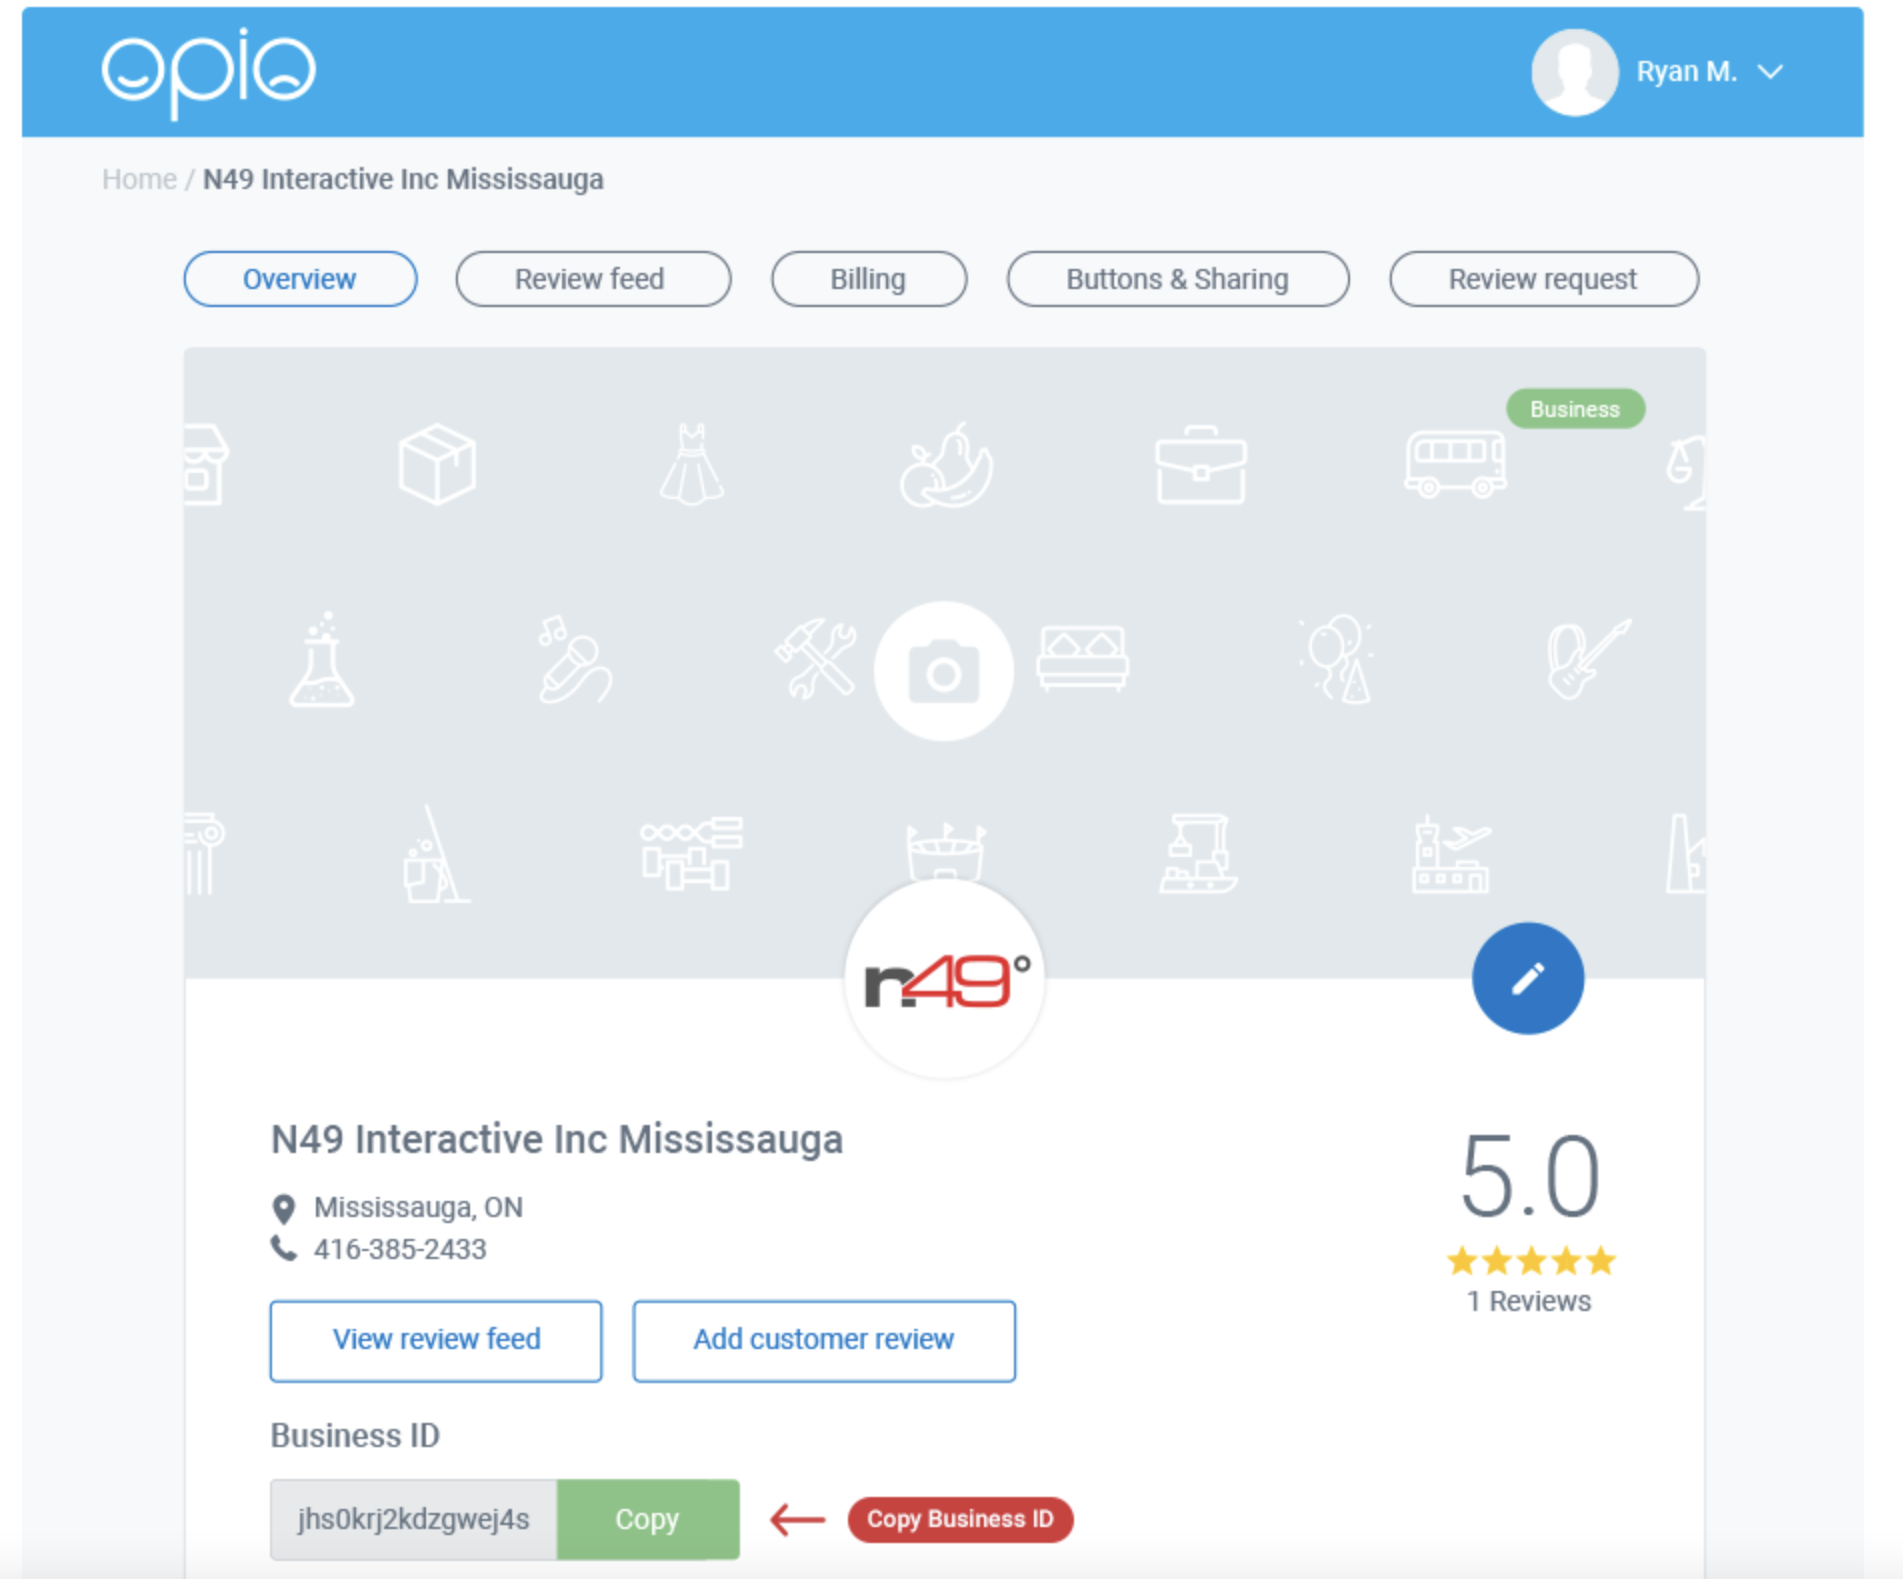 opio
Ryan M.
Home / N49 Interactive Inc Mississauga
Overview Review feed Billing Buttons & Sharing Review request
Business
n49°
N49 Interactive Inc Mississauga
Mississauga, ON
416-385-2433
5.0
1 Reviews
View review feed Add customer review
Business ID
jhs0krj2kdzgwej4s Copy Copy Business ID